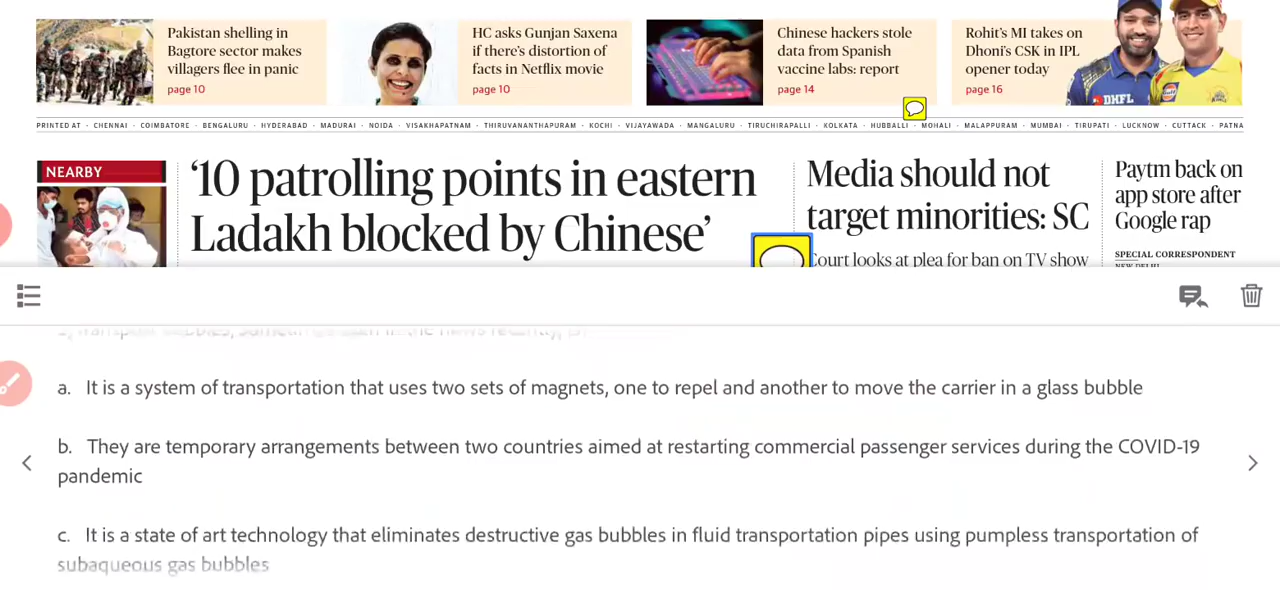 Pakistan shelling in
Bagtore sector makes
villagers flee in panic
page 10
HC asks Gunjan Saxena
if there's distortion of
facts in Netflix movie
page 10
Chinese hackers stole
data from Spanish
vaccine labs: report
page 14
Rohit's MI takes on
Dhoni's CSK in IPL
opener today
page 16
DHFL
Gulf
PRINTED AT · CHENNAI · COIMBATORE · BENGALURU · HYDERABAD · MADURAI · NOIDA · VISAKHAPATNAM · THIRUVANANTHAPURAM · KOCHI · VIJAYAWADA · MANGALURU · TIRUCHIRAPALLI · KOLKATA · HUBBALLI · MOHALI · MALAPPURAM · MUMBAI · TIRUPATI · LUCKNOW · CUTTACK · PATNA
NEARBY
'10 patrolling points in eastern
Ladakh blocked by Chinese'
Media should not
target minorities: SC
Court looks at plea for ban on TV show
Paytm back on
app store after
Google rap
SPECIAL CORRESPONDENT
NEW DELHI
a. It is a system of transportation that uses two sets of magnets, one to repel and another to move the carrier in a glass bubble
b. They are temporary arrangements between two countries aimed at restarting commercial passenger services during the COVID-19
pandemic
c. It is a state of art technology that eliminates destructive gas bubbles in fluid transportation pipes using pumpless transportation of
subaqueous gas bubbles